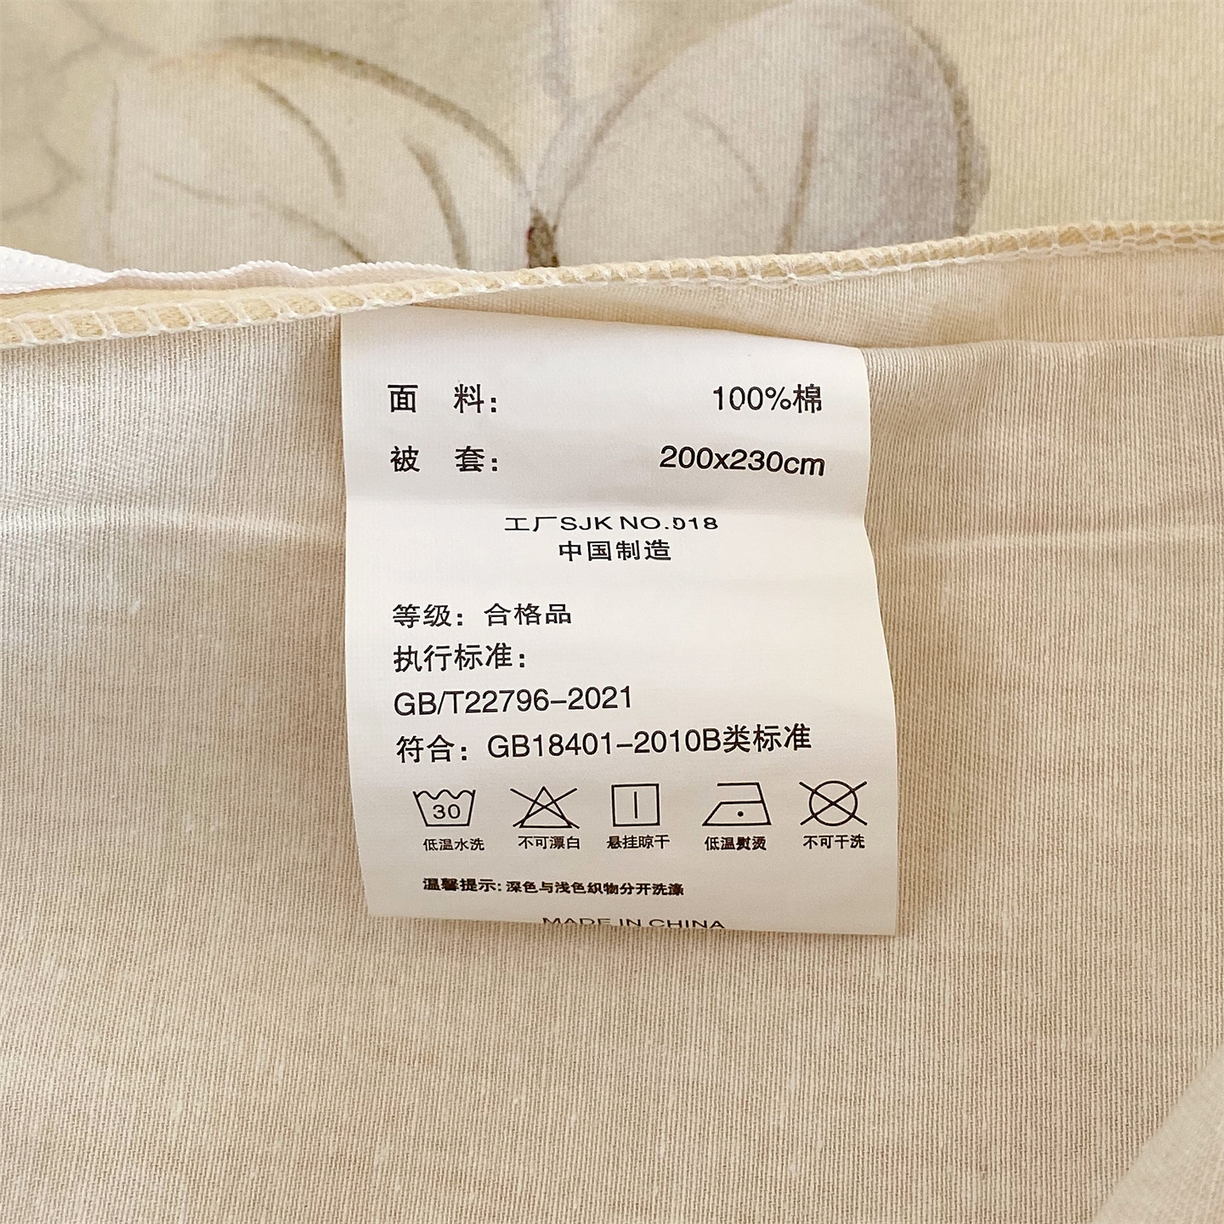 面 料： 100%棉
被 套： 200x230cm
工厂SJK NO.018
中国制造
等级：合格品
执行标准：
GB/T22796-2021
符合：GB18401-2010B类标准
30
低温水洗 不可漂白 悬挂晾干 低温熨烫 不可干洗
温馨提示：深色与浅色织物分开洗涤
MADE IN CHINA